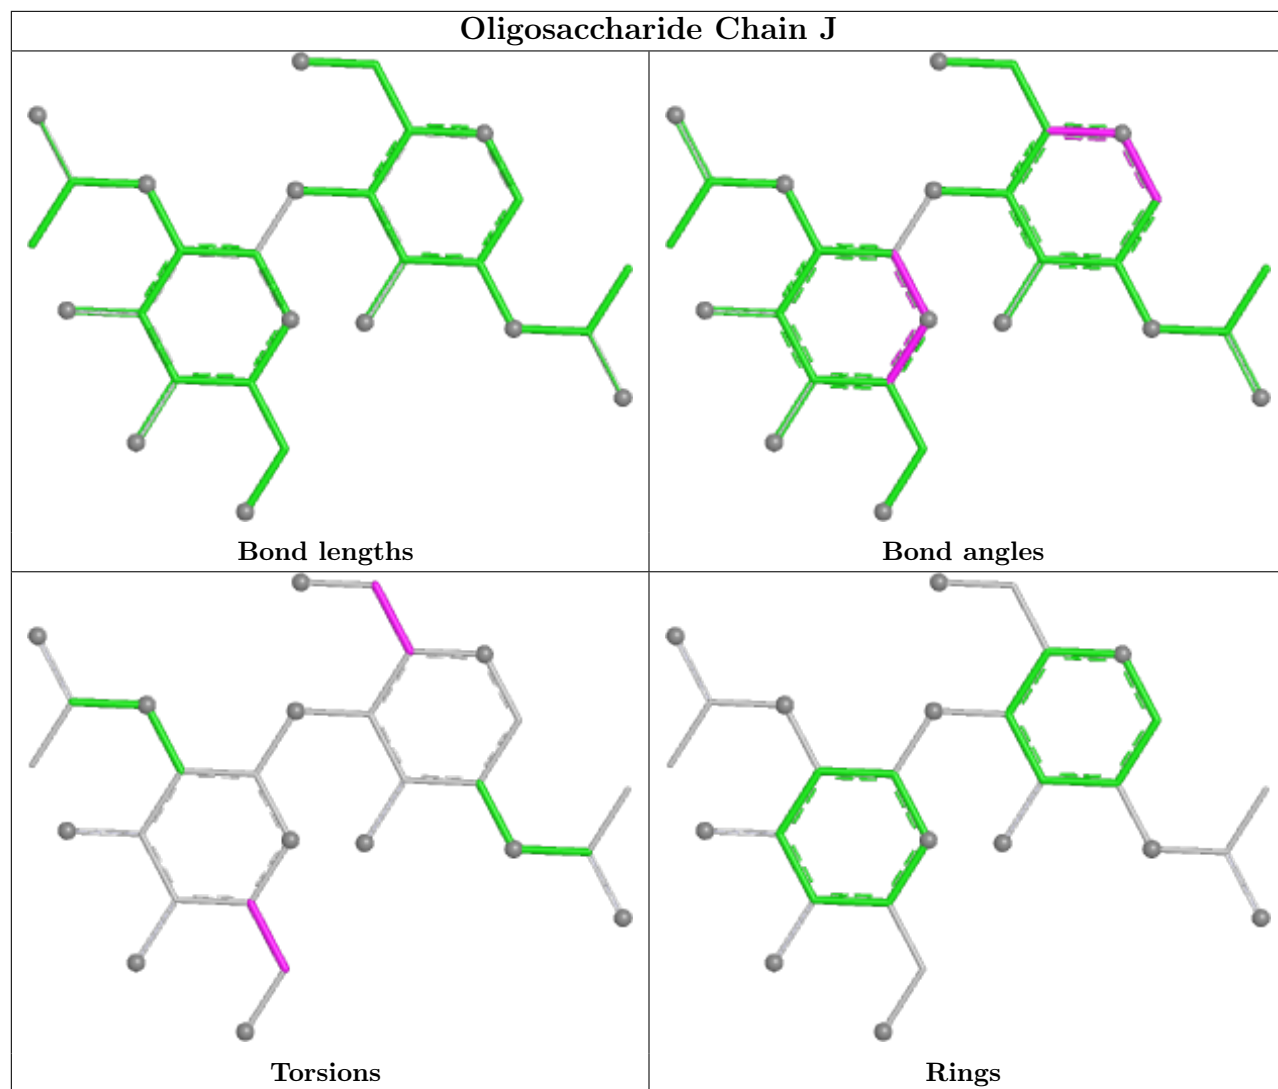 Oligosaccharide Chain J
Bond lengths
Bond angles
Torsions
Rings